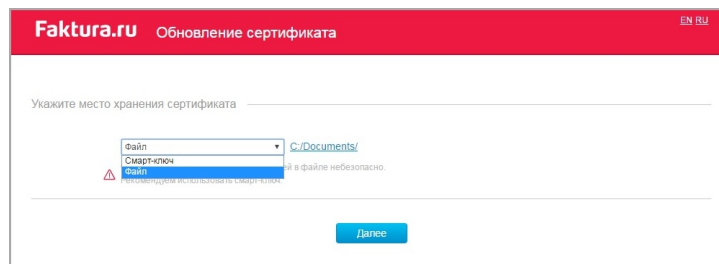 Faktura.ru Обновление сертификата
EN RU
Укажите место хранения сертификата
Файл C:/Documents/
Смарт-ключ
Файл
ей в файле небезопасно.
Рекомендуем использовать смарт-ключ.
Далее